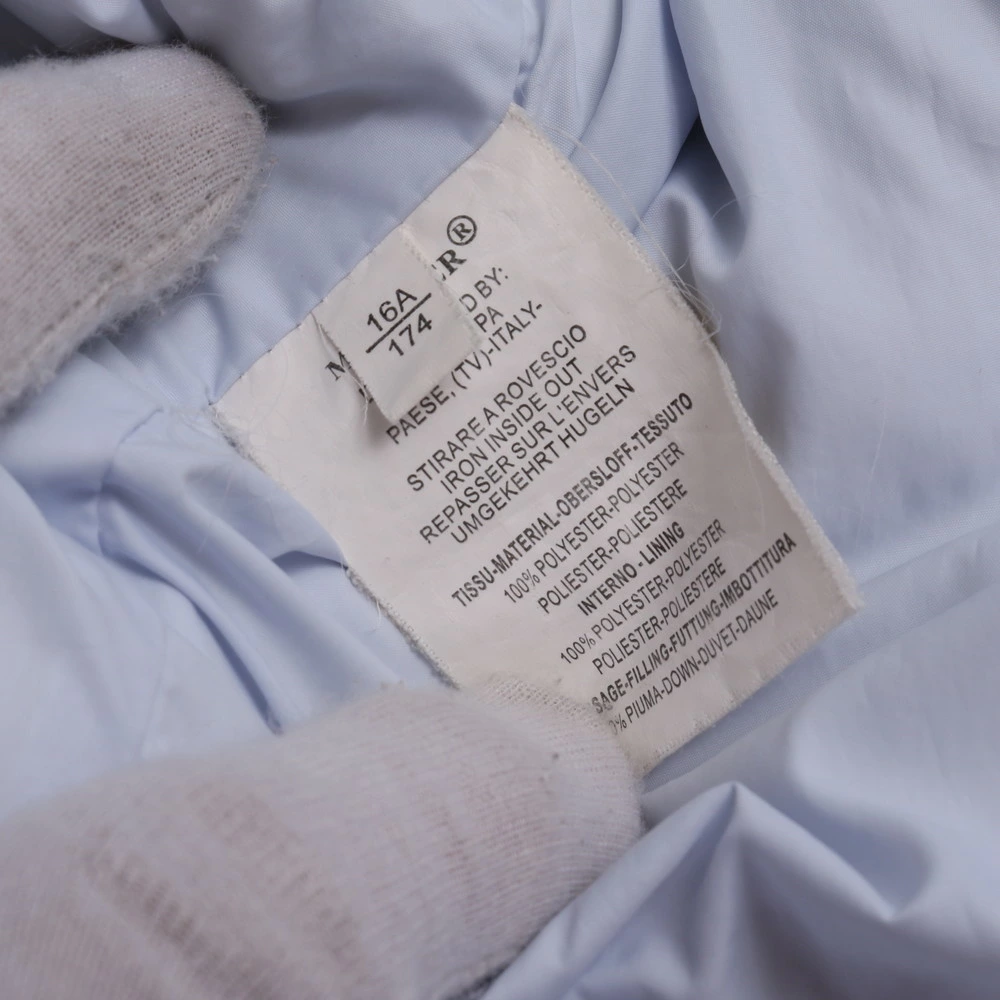 16A
174
R®
D BY:
PA
PAESE, (TV)-ITALY-
STIRARE A ROVESCIO
IRON INSIDE OUT
REPASSER SUR L'ENVERS
UMGEKEHRT HUGELN
TISSU-MATERIAL-OBERSLOFF-TESSUTO
100% POLYESTER-POLYESTER
POLIESTER-POLIESTERE
INTERNO - LINING
100% POLYESTER-POLYESTER
POLIESTER-POLIESTERE
SAGE-FILLING-FUTTUNG-IMBOTTITURA
% PIUMA-DOWN-DUVET-DAUNE